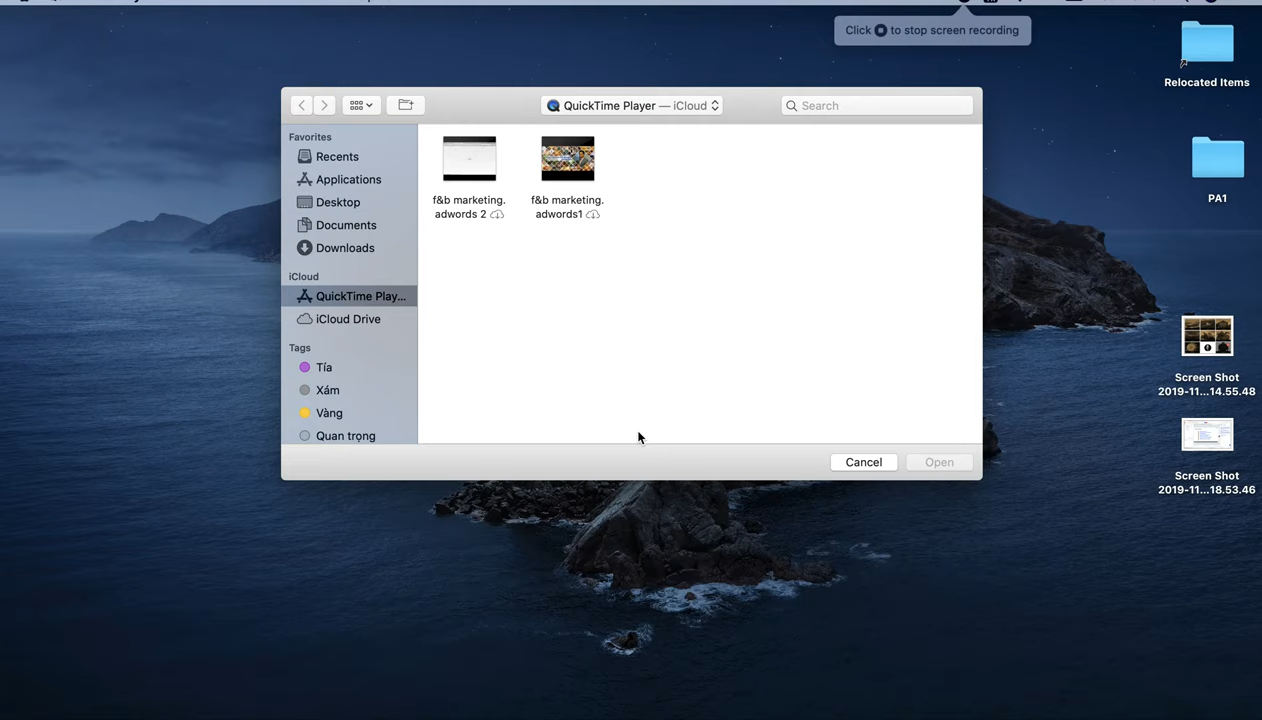 Click to stop screen recording
Relocated Items
QuickTime Player — iCloud
Search
Favorites
Recents
Applications
Desktop
Documents
Downloads
iCloud
QuickTime Play...
iCloud Drive
Tags
Tía
Xám
Vàng
Quan trọng
f&b marketing.
adwords 2
f&b marketing.
adwords1
Cancel
Open
PA1
Screen Shot
2019-11...14.55.48
Screen Shot
2019-11...18.53.46